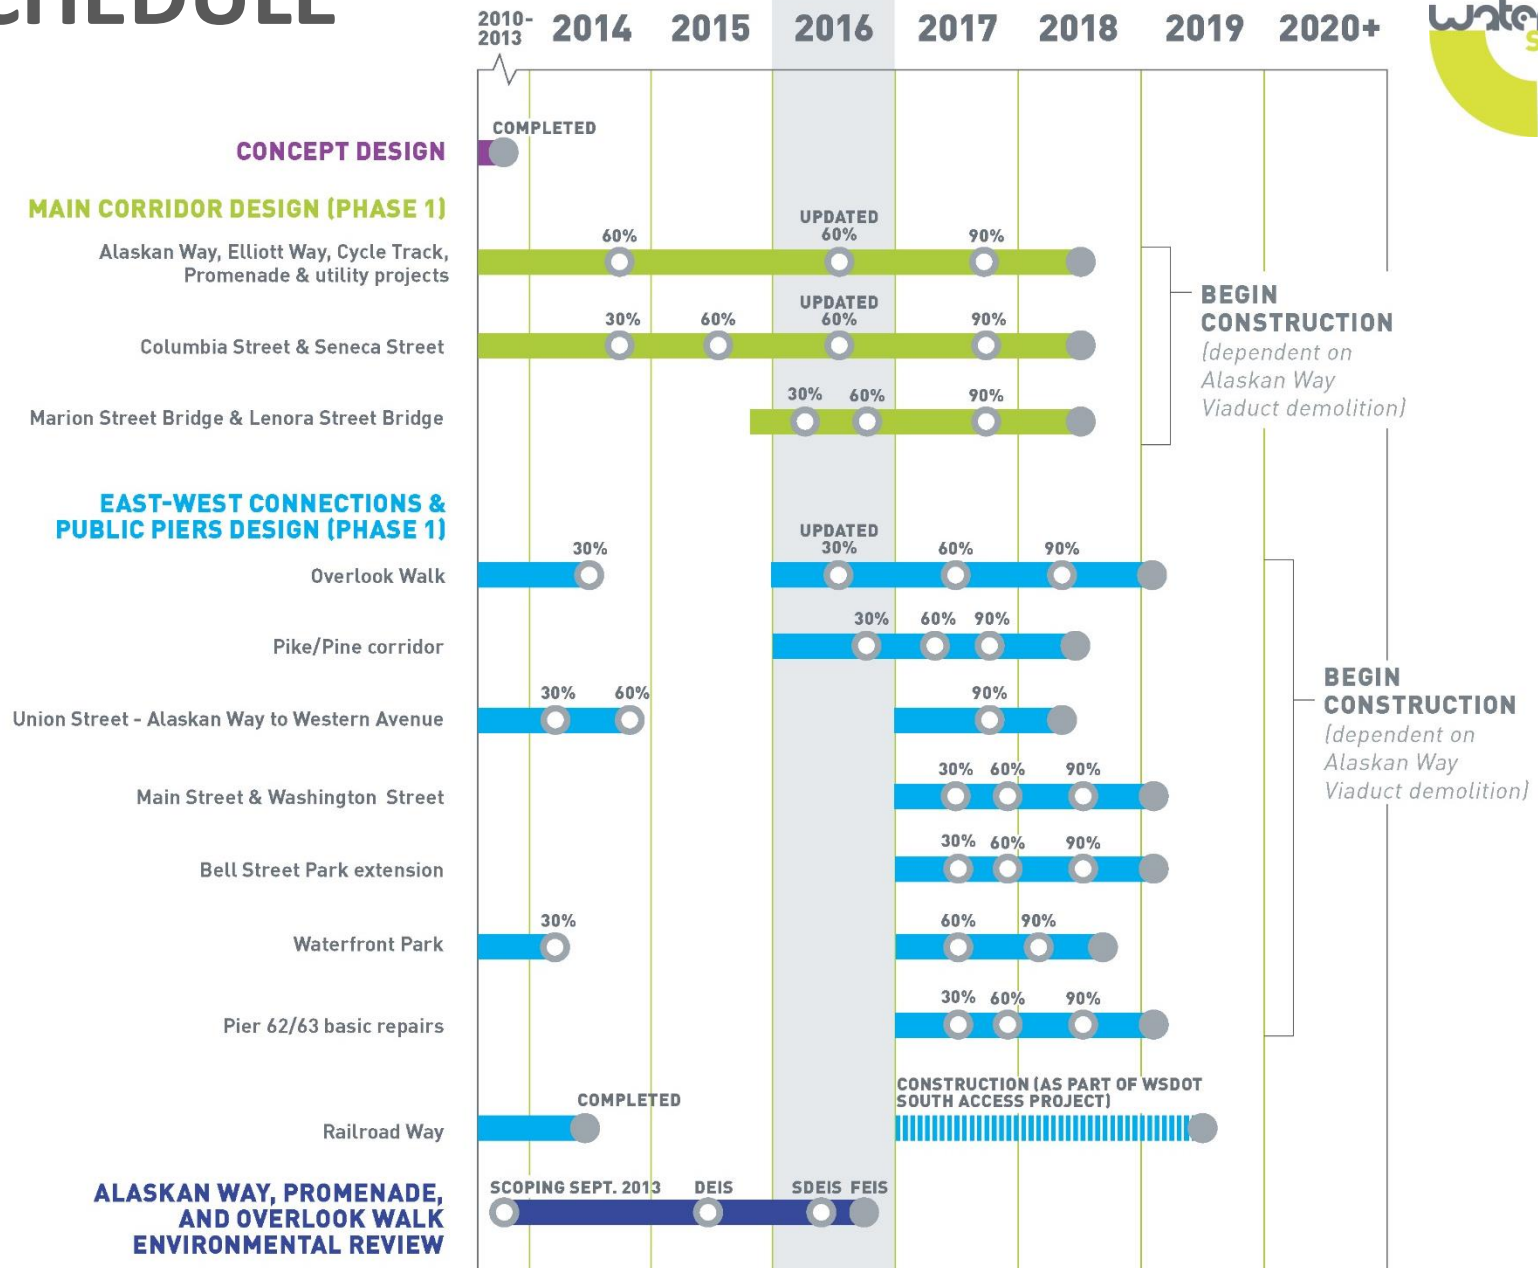 2010-
2013
2014 2015 2016 2017 2018 2019 2020+
COMPLETED
CONCEPT DESIGN
MAIN CORRIDOR DESIGN (PHASE 1)
60% UPDATED
60% 90%
Alaskan Way, Elliott Way, Cycle Track,
Promenade & utility projects
30% 60% UPDATED
60% 90%
Columbia Street & Seneca Street
30% 60% 90%
Marion Street Bridge & Lenora Street Bridge
BEGIN
CONSTRUCTION
(dependent on
Alaskan Way
Viaduct demolition)
EAST-WEST CONNECTIONS &
PUBLIC PIERS DESIGN (PHASE 1)
30% UPDATED
30% 60% 90%
Overlook Walk
30% 60% 90%
Pike/Pine corridor
30% 60% 90%
Union Street - Alaskan Way to Western Avenue
30% 60% 90%
Main Street & Washington Street
30% 60% 90%
Bell Street Park extension
30% 60% 90%
Waterfront Park
30% 60% 90%
Pier 62/63 basic repairs
BEGIN
CONSTRUCTION
(dependent on
Alaskan Way
Viaduct demolition)
COMPLETED
CONSTRUCTION (AS PART OF WSDOT
SOUTH ACCESS PROJECT)
Railroad Way
SCOPING SEPT. 2013 DEIS SDEIS FEIS
ALASKAN WAY, PROMENADE,
AND OVERLOOK WALK
ENVIRONMENTAL REVIEW